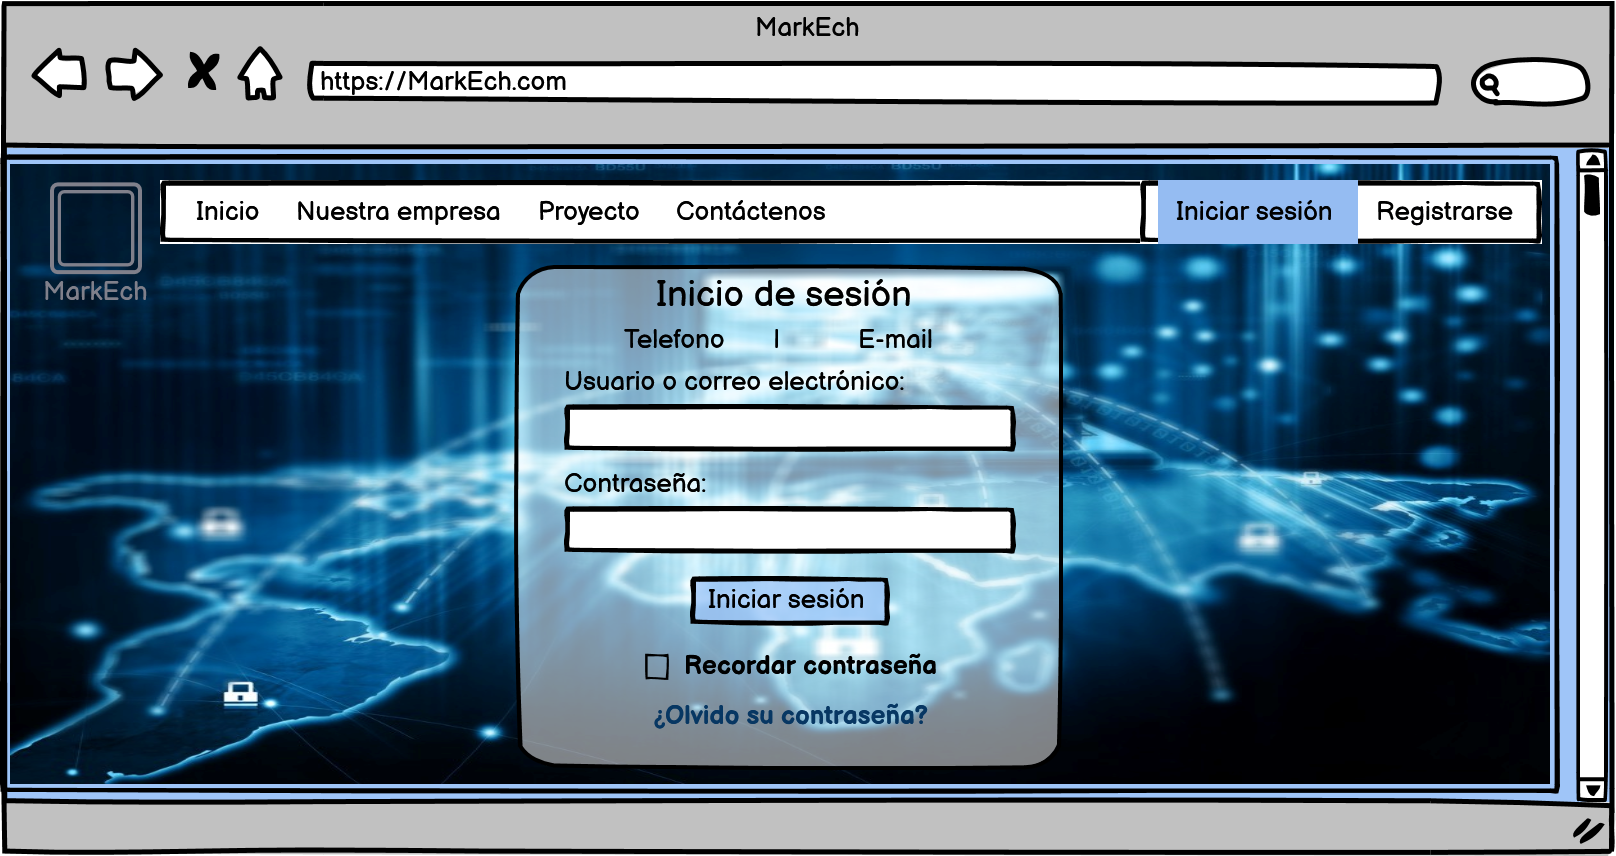 MarkEch
https://MarkEch.com
Inicio Nuestra empresa Proyecto Contáctenos Iniciar sesión Registrarse
MarkEch
Inicio de sesión
Telefono | E-mail
Usuario o correo electrónico:
Contraseña:
Iniciar sesión
Recordar contraseña
¿Olvido su contraseña?